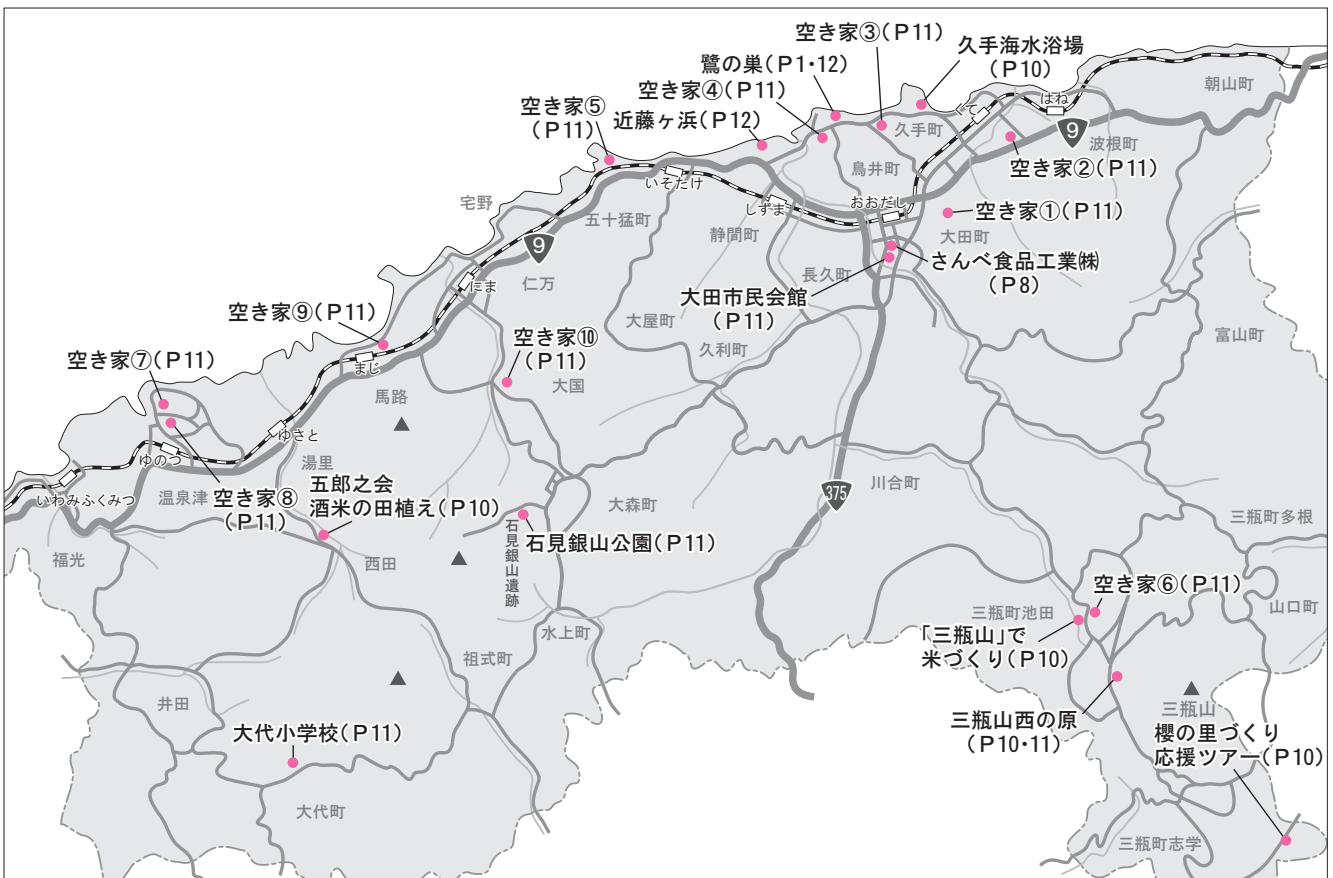 空き家③(P11)
久手海水浴場
(P10)
鷺の巣(P1・12)
空き家④(P11)
空き家⑤
(P11)
近藤ヶ浜(P12)
朝山町
はね
くて
久手町
9
波根町
空き家②(P11)
鳥井町
いそたけ
宅野
五十猛町
しずま
静間町
おおだし
空き家①(P11)
大田町
9
仁万
にま
長久町
さんべ食品工業㈱
(P8)
大田市民会館
(P11)
空き家⑨(P11)
大屋町
久利町
富山町
空き家⑦(P11)
まじ
馬路
空き家⑩
(P11)
大国
ゆさと
ゆのつ
湯里
いわみふくみつ
温泉津
空き家⑧
(P11)
五郎之会
酒米の田植え(P10)
大森町
375
川合町
三瓶町多根
石見銀山公園(P11)
石見銀山遺跡
福光
西田
空き家⑥(P11)
三瓶町池田
山口町
「三瓶山」で
米づくり(P10)
水上町
祖式町
井田
三瓶山
大代小学校(P11)
三瓶山西の原
(P10・11)
櫻の里づくり
応援ツアー(P10)
大代町
三瓶町志学